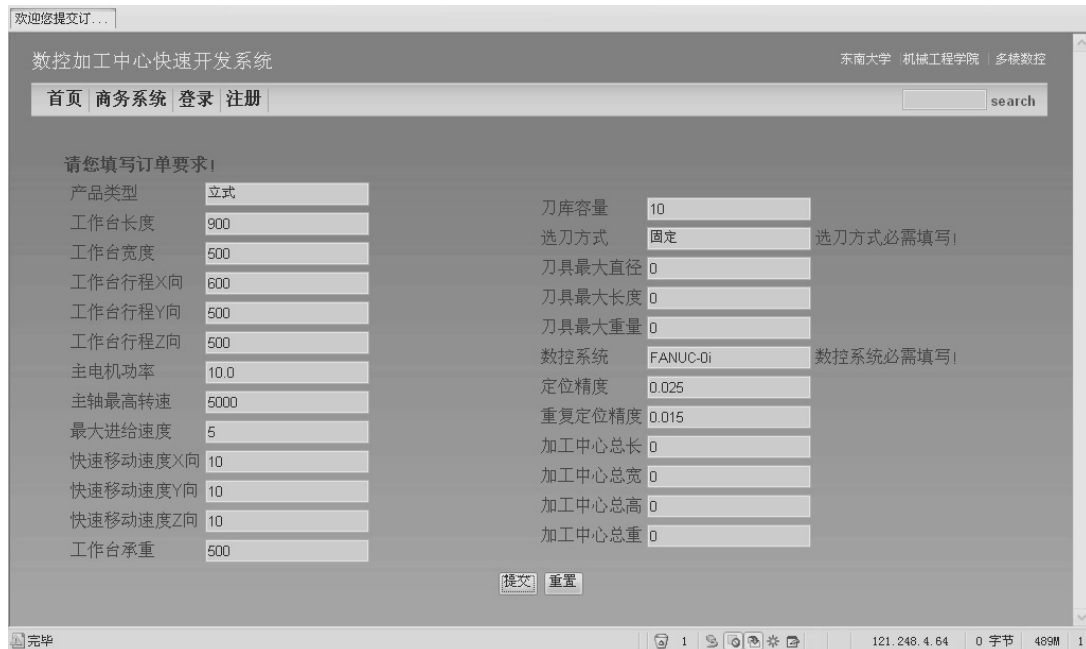 欢迎您提交订...
数控加工中心快速开发系统
东南大学 |机械工程学院 | 多棱数控
首页 商务系统 登录 注册
search
请您填写订单要求!
产品类型 立式
工作台长度 900
工作台宽度 500
工作台行程X向 600
工作台行程Y向 500
工作台行程Z向 500
主电机功率 10.0
主轴最高转速 5000
最大进给速度 5
快速移动速度X向 10
快速移动速度Y向 10
快速移动速度Z向 10
工作台承重 500
刀库容量 10
选刀方式 固定 选刀方式必需填写!
刀具最大直径 0
刀具最大长度 0
刀具最大重量 0
数控系统 FANUC-0i 数控系统必需填写!
定位精度 0.025
重复定位精度 0.015
加工中心总长 0
加工中心总宽 0
加工中心总高 0
加工中心总重 0
提交 重置
完毕 1 121.248.4.64 0 字节 489M 1